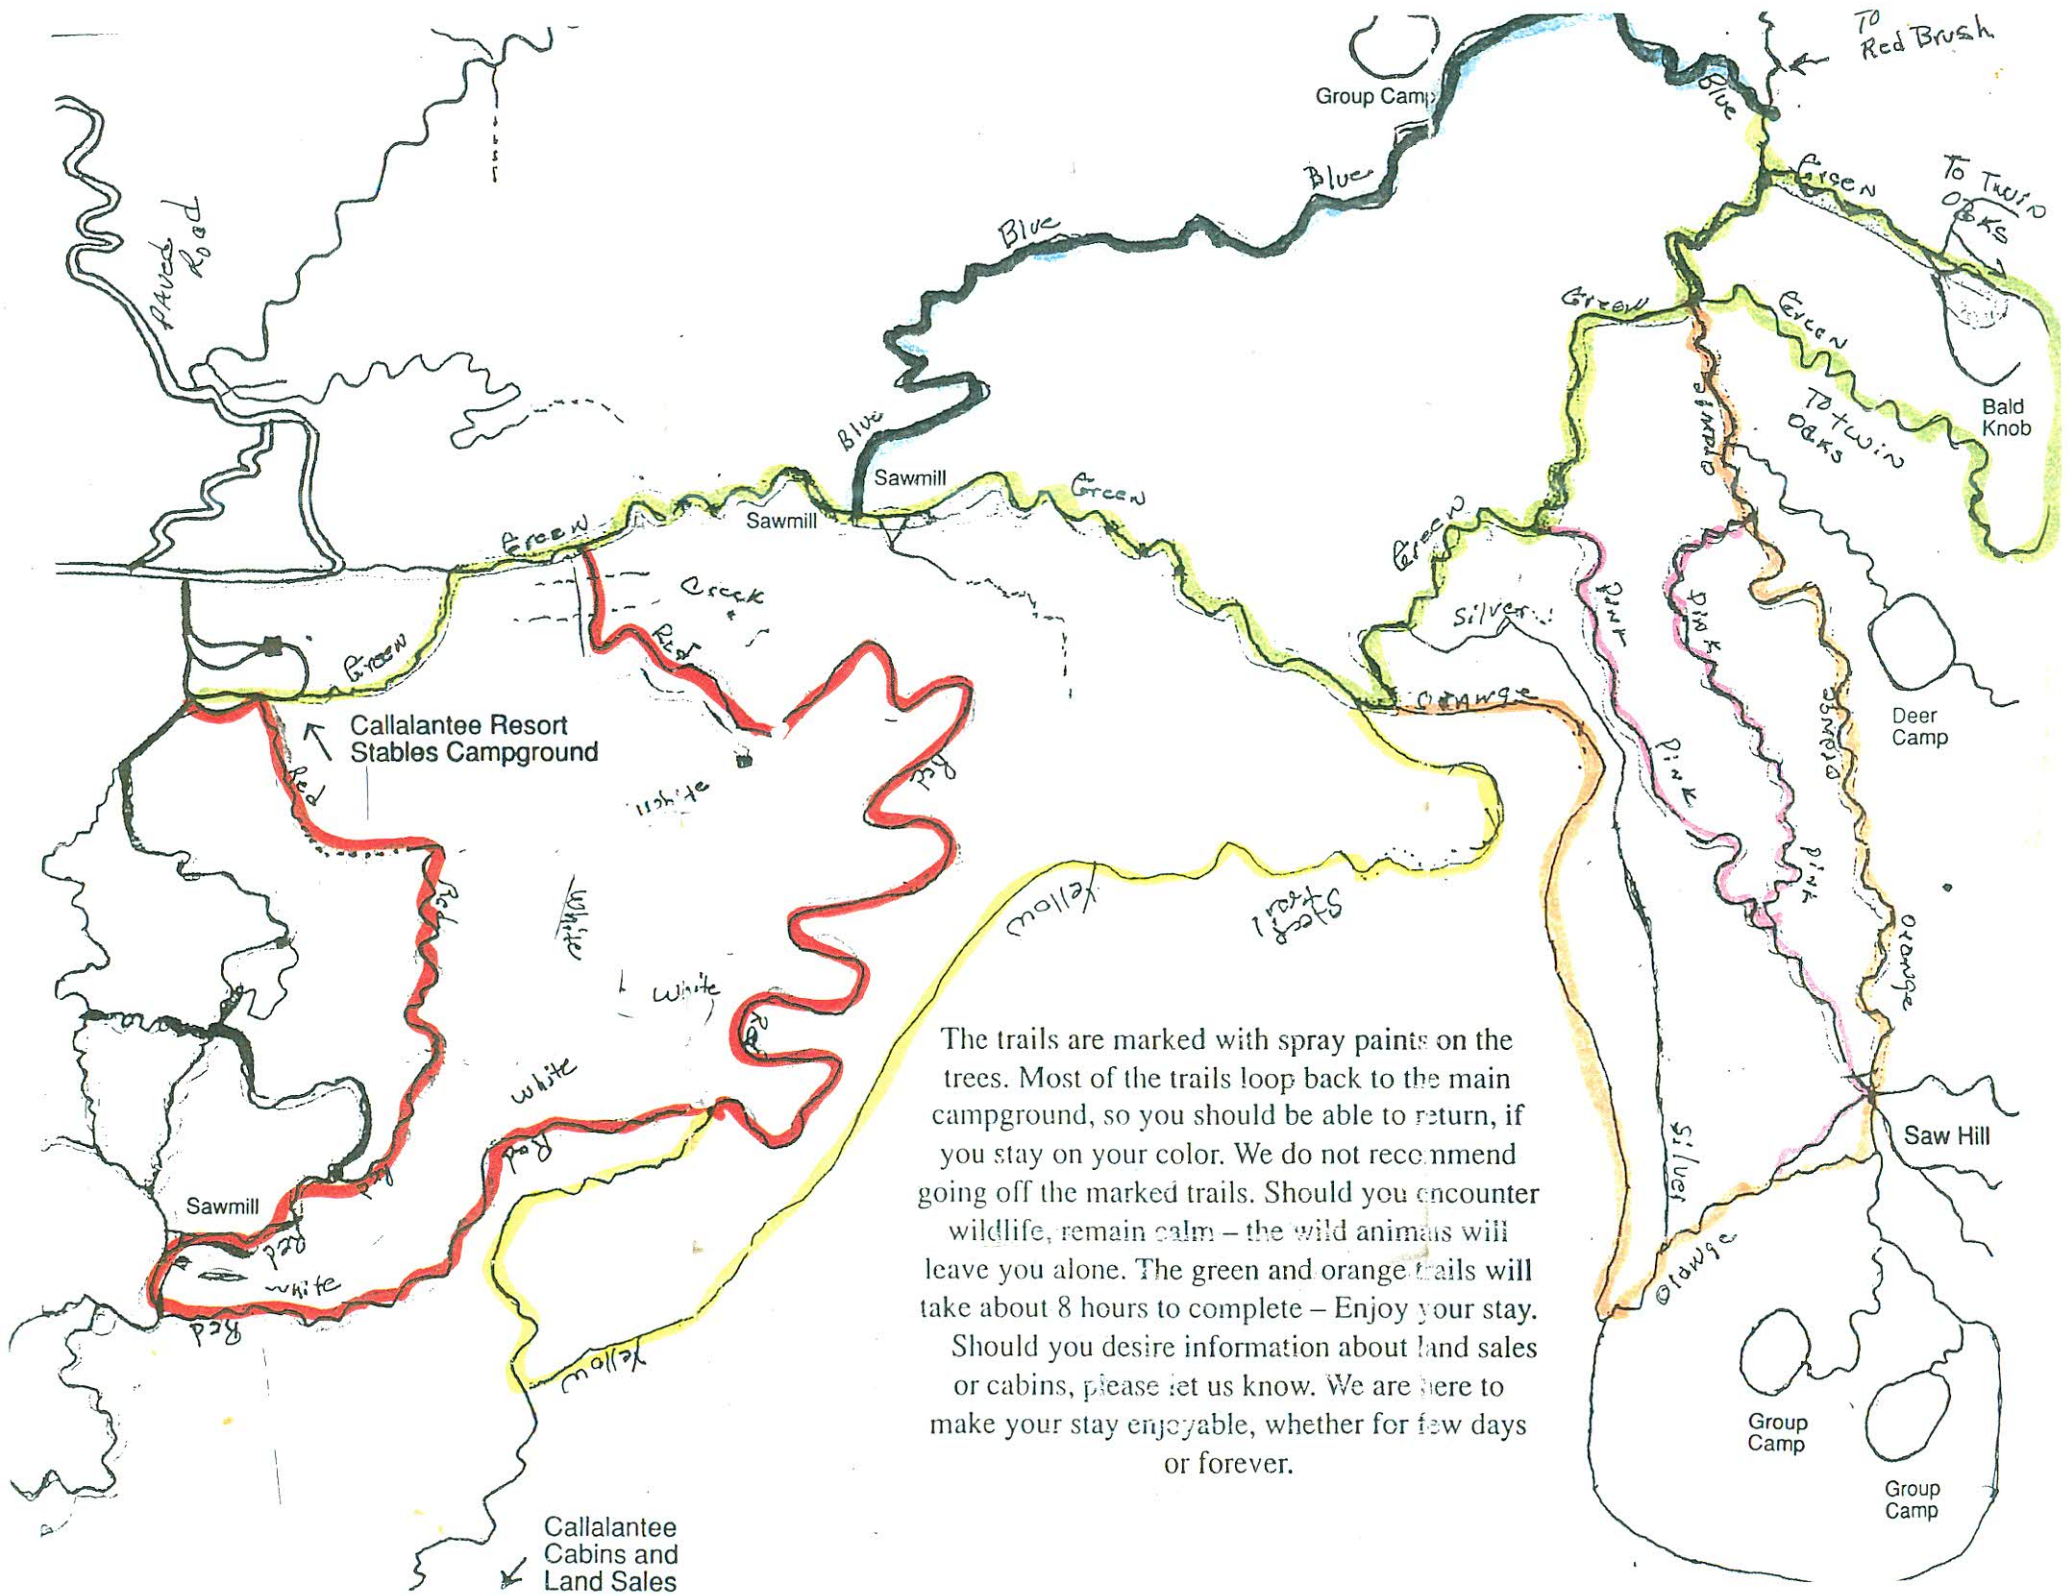 To
Red Brush
Group Camp
Blue
Blue
Blue
Blue
Green
To Twin
Oaks
Paved
Road
Green
Green
To twin
Oaks
Bald
Knob
Sawmill
Sawmill
Green
Green
Green
Green
Creek
Red
Silver
Pink
Pink
Orange
Deer
Camp
Callalantee Resort
Stables Campground
Red
Red
Pink
Pink
Red
White
Yellow
Steep
trail
Orange
White
Red
White
Red
The trails are marked with spray paints on the
trees. Most of the trails loop back to the main
campground, so you should be able to return, if
you stay on your color. We do not recommend
going off the marked trails. Should you encounter
wildlife, remain calm – the wild animals will
leave you alone. The green and orange trails will
take about 8 hours to complete – Enjoy your stay.
Should you desire information about land sales
or cabins, please let us know. We are here to
make your stay enjoyable, whether for few days
or forever.
Saw Hill
Silver
Sawmill
Red
Red
White
Red
Orange
Yellow
Group
Camp
Group
Camp
Callalantee
Cabins and
Land Sales